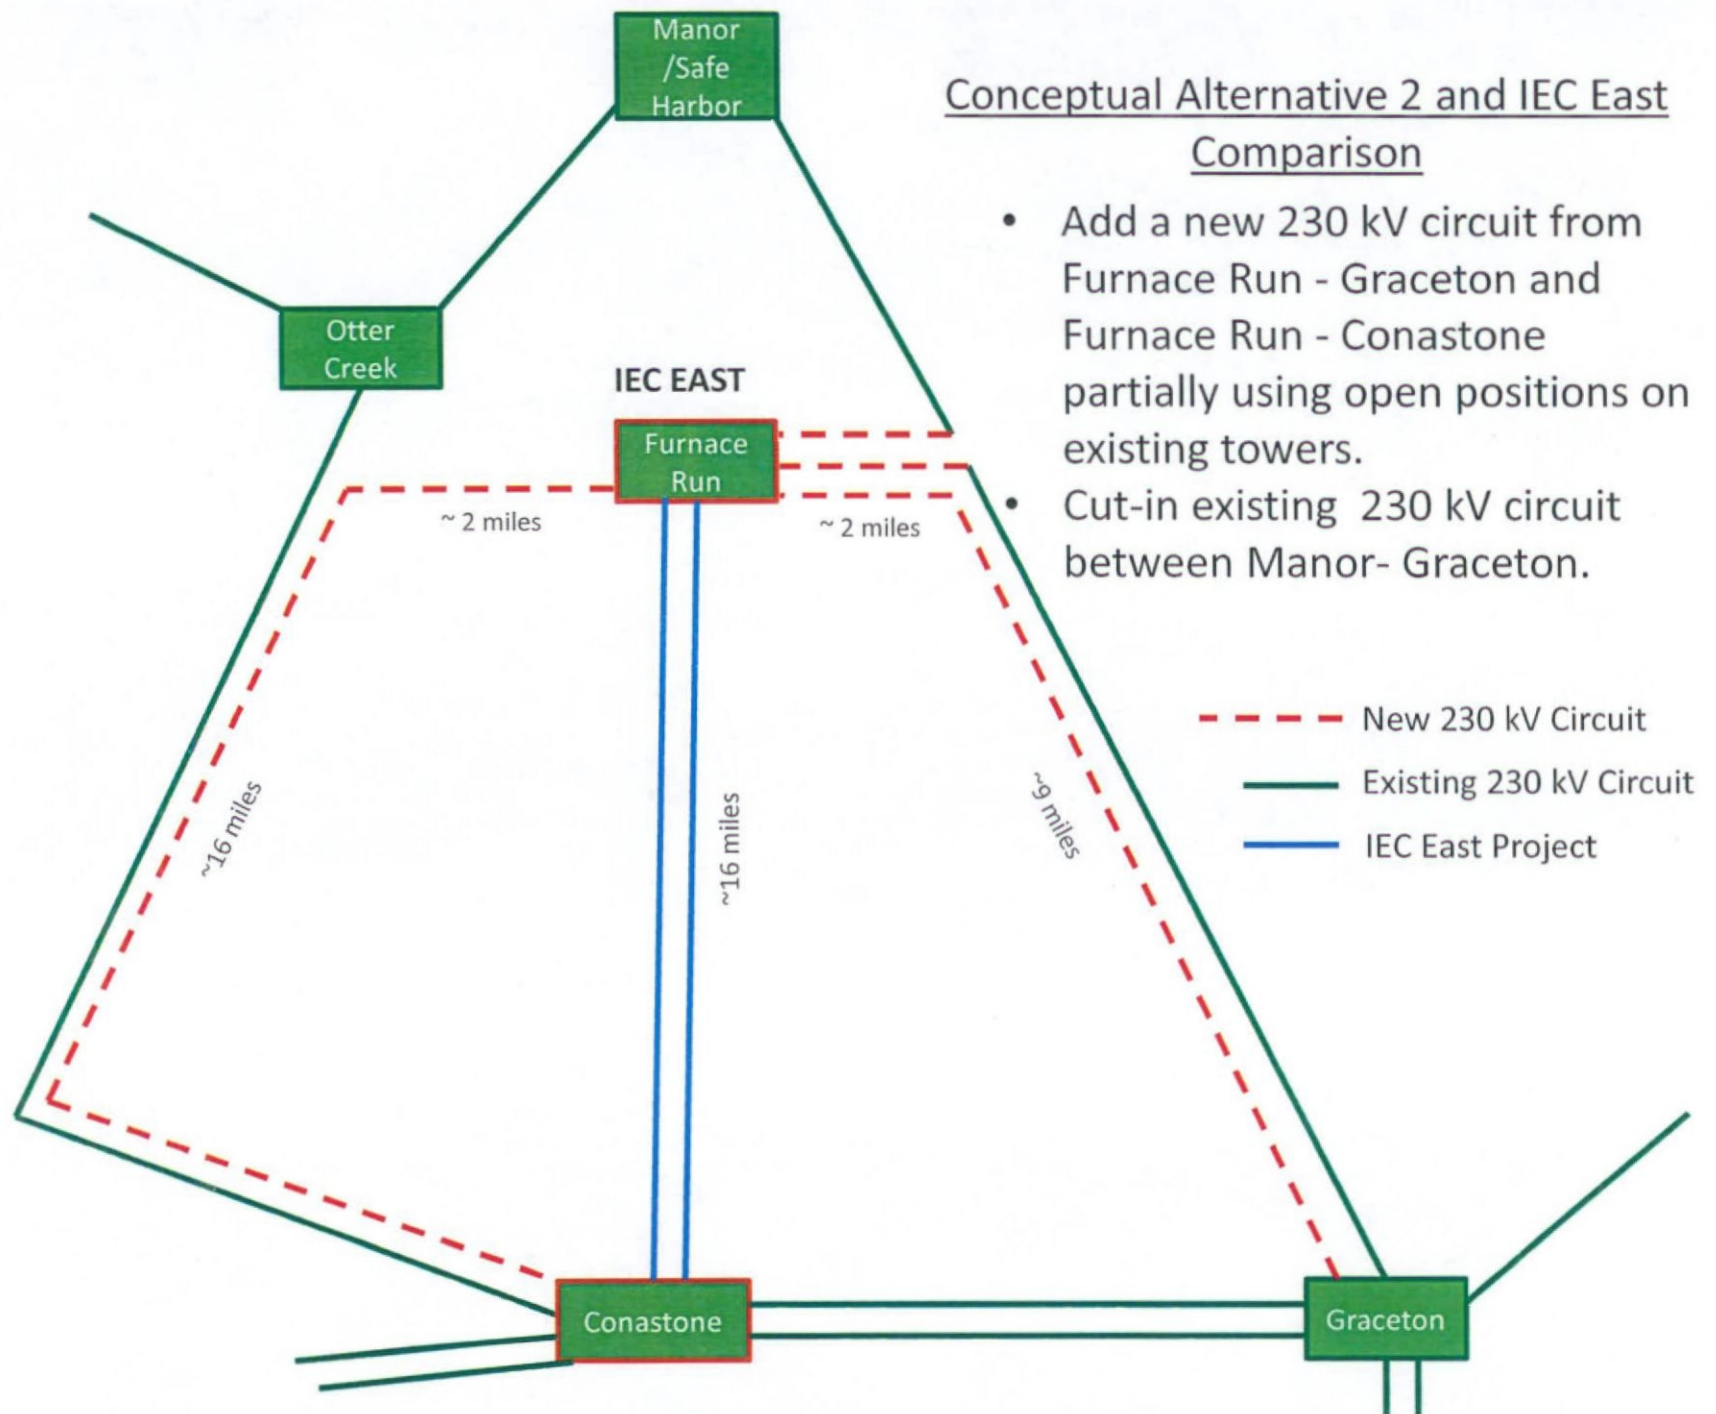 Manor
/Safe
Harbor
Conceptual Alternative 2 and IEC East
Comparison
• Add a new 230 kV circuit from
Furnace Run - Graceton and
Furnace Run - Conastone
partially using open positions on
existing towers.
• Cut-in existing 230 kV circuit
between Manor- Graceton.
Otter
Creek
IEC EAST
Furnace
Run
~ 2 miles
~ 2 miles
New 230 kV Circuit
Existing 230 kV Circuit
IEC East Project
~16 miles
~16 miles
~9 miles
Conastone
Graceton